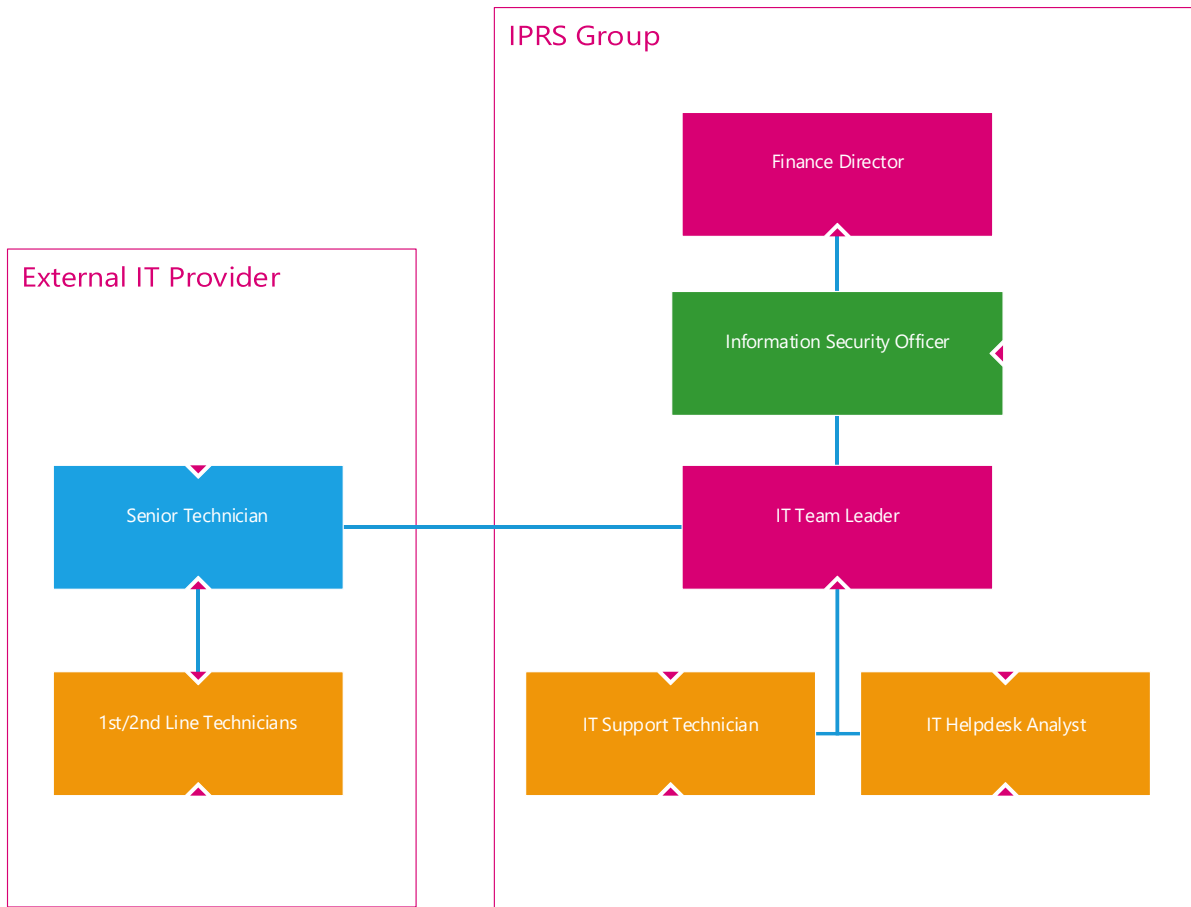 IPRS Group
Finance Director
External IT Provider
Information Security Officer
Senior Technician
IT Team Leader
1st/2nd Line Technicians
IT Support Technician
IT Helpdesk Analyst